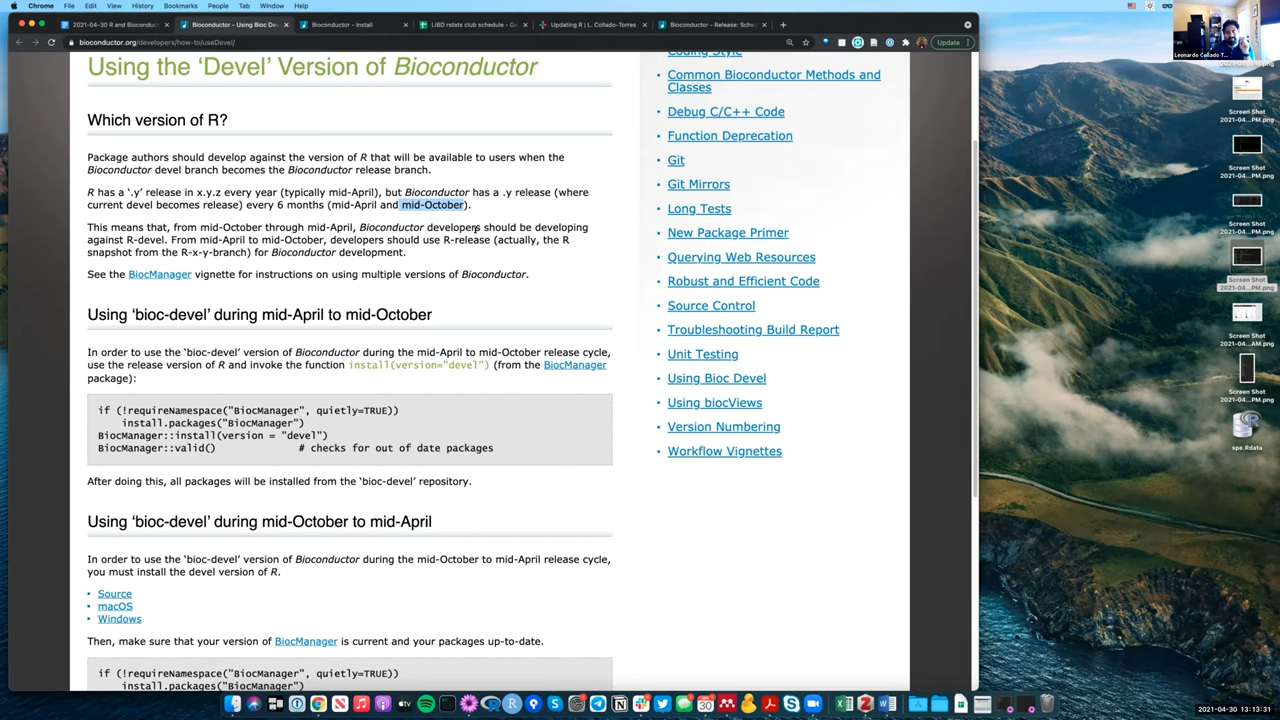 Chrome File Edit View History Bookmarks People Tab Window Help
2021-04-30 R and Bioconduct
Bioconductor - Using Bioc Dev
Bioconductor - Install
LIBD rstats club schedule - Go
Updating R | L. Collado-Torres
Bioconductor - Release: Sche
bioconductor.org/developers/how-to/useDevel/
Update
Leonardo Collado T...
Using the ‘Devel’ Version of Bioconductor
Which version of R?
Package authors should develop against the version of R that will be available to users when the
Bioconductor devel branch becomes the Bioconductor release branch.
R has a ‘.y’ release in x.y.z every year (typically mid-April), but Bioconductor has a .y release (where
current devel becomes release) every 6 months (mid-April and mid-October).
This means that, from mid-October through mid-April, Bioconductor developers should be developing
against R-devel. From mid-April to mid-October, developers should use R-release (actually, the R
snapshot from the R-x-y-branch) for Bioconductor development.
See the BiocManager vignette for instructions on using multiple versions of Bioconductor.
Using ‘bioc-devel’ during mid-April to mid-October
In order to use the ‘bioc-devel’ version of Bioconductor during the mid-April to mid-October release cycle,
use the release version of R and invoke the function install(version="devel") (from the BiocManager
package):
if (!requireNamespace("BiocManager", quietly=TRUE))
install.packages("BiocManager")
BiocManager::install(version = "devel")
BiocManager::valid() # checks for out of date packages
After doing this, all packages will be installed from the ‘bioc-devel’ repository.
Using ‘bioc-devel’ during mid-October to mid-April
In order to use the ‘bioc-devel’ version of Bioconductor during the mid-October to mid-April release cycle,
you must install the devel version of R.
Source
macOS
Windows
Then, make sure that your version of BiocManager is current and your packages up-to-date.
if (!requireNamespace("BiocManager", quietly=TRUE))
install.packages("BiocManager")
Coding Style
Common Bioconductor Methods and
Classes
Debug C/C++ Code
Function Deprecation
Git
Git Mirrors
Long Tests
New Package Primer
Querying Web Resources
Robust and Efficient Code
Source Control
Troubleshooting Build Report
Unit Testing
Using Bioc Devel
Using biocViews
Version Numbering
Workflow Vignettes
2021-04...PM.png
Screen Shot
2021-04...PM.png
Screen Shot
2021-04...PM.png
Screen Shot
2021-04...PM.png
Screen Shot
2021-04...PM.png
Screen Shot
2021-04...AM.png
Screen Shot
2021-04...PM.png
spe.Rdata
2021-04-30 13:13:31